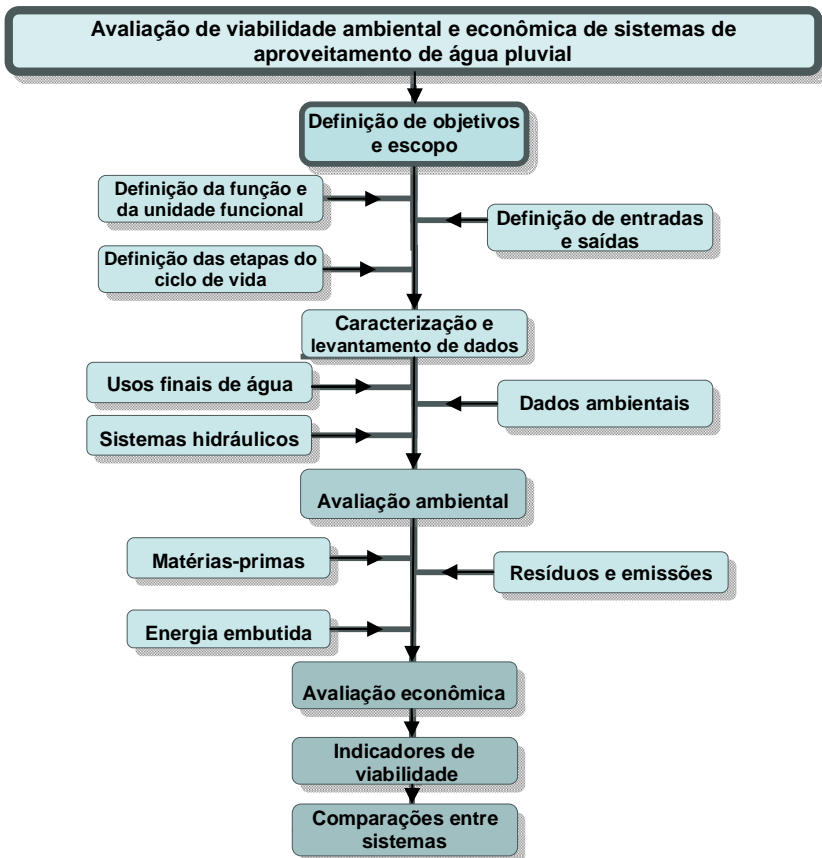 Avaliação de viabilidade ambiental e econômica de sistemas de
aproveitamento de água pluvial
Definição de objetivos
e escopo
Definição da função e
da unidade funcional
Definição de entradas
e saídas
Definição das etapas do
ciclo de vida
Caracterização e
levantamento de dados
Usos finais de água
Dados ambientais
Sistemas hidráulicos
Avaliação ambiental
Matérias-primas
Resíduos e emissões
Energia embutida
Avaliação econômica
Indicadores de
viabilidade
Comparações entre
sistemas